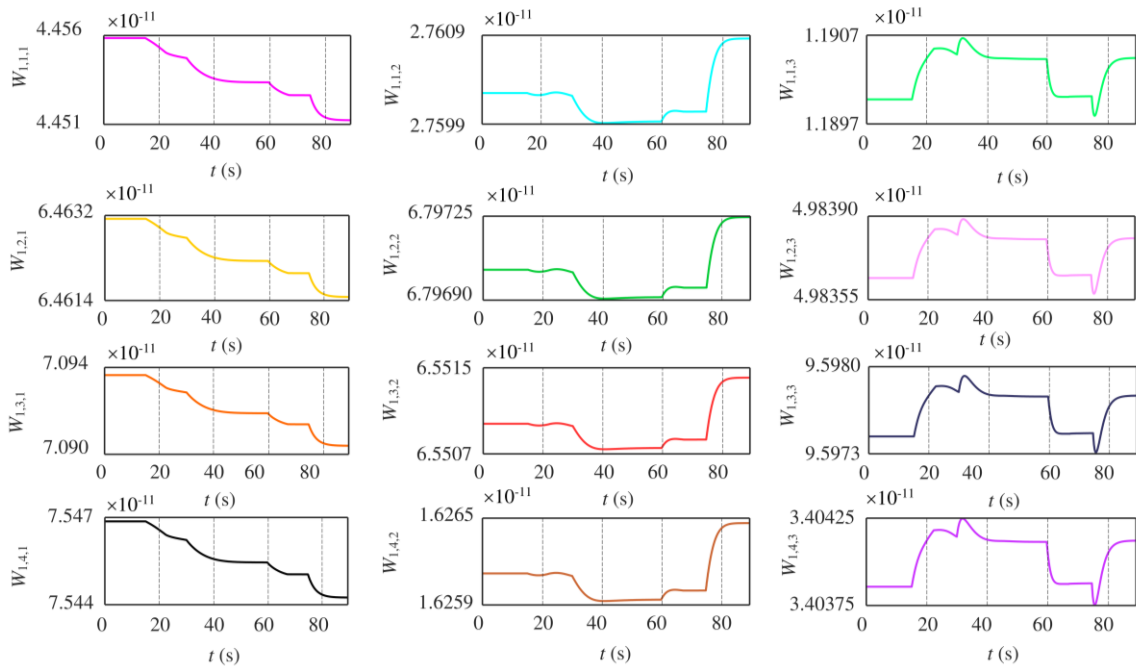 ×10⁻¹¹ ×10⁻¹¹ ×10⁻¹¹
4.456 2.7609 1.1907
W₁,₁,₁ W₁,₁,₂ W₁,₁,₃
4.451 2.7599 1.1897
0 20 40 60 80 0 20 40 60 80 0 20 40 60 80
t (s) t (s) t (s)
×10⁻¹¹ ×10⁻¹¹ ×10⁻¹¹
6.4632 6.79725 4.98390
W₁,₂,₁ W₁,₂,₂ W₁,₂,₃
6.4614 6.79690 4.98355
0 20 40 60 80 0 20 40 60 80 0 20 40 60 80
t (s) t (s) t (s)
×10⁻¹¹ ×10⁻¹¹ ×10⁻¹¹
7.094 6.5515 9.5980
W₁,₃,₁ W₁,₃,₂ W₁,₃,₃
7.090 6.5507 9.5973
0 20 40 60 80 0 20 40 60 80 0 20 40 60 80
t (s) t (s) t (s)
×10⁻¹¹ ×10⁻¹¹ ×10⁻¹¹
7.547 1.6265 3.40425
W₁,₄,₁ W₁,₄,₂ W₁,₄,₃
7.544 1.6259 3.40375
0 20 40 60 80 0 20 40 60 80 0 20 40 60 80
t (s) t (s) t (s)